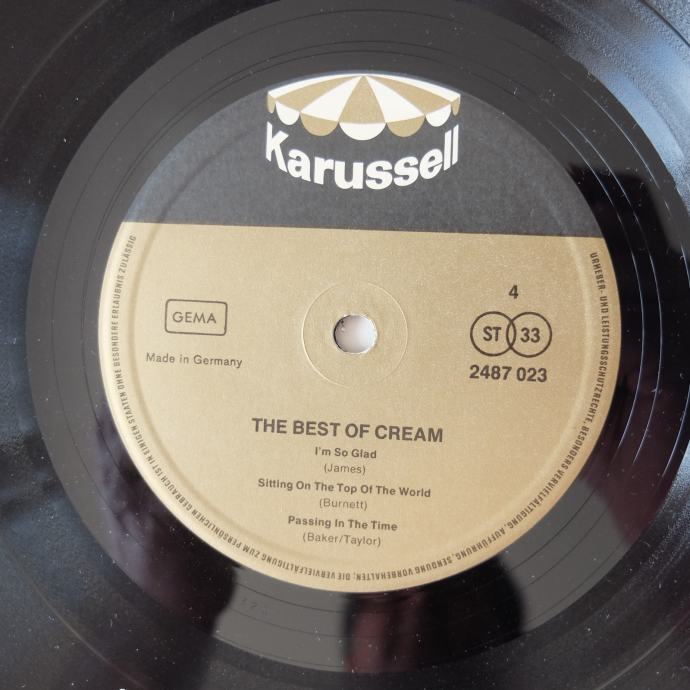 Karussell
GEMA
Made in Germany
4
ST 33
2487 023
THE BEST OF CREAM
I'm So Glad
(James)
Sitting On The Top Of The World
(Burnett)
Passing In The Time
(Baker/Taylor)
URHEBER- UND LEISTUNGSSCHUTZRECHTE, BESONDERS VERVIELFÄLTIGUNG, AUFFÜHRUNG, SENDUNG VORBEHALTEN; DIE VERVIELFÄLTIGUNG ZUM PERSÖNLICHEN GEBRAUCH IST IN EINIGEN STAATEN OHNE BESONDERE ERLAUBNIS ZULÄSSIG